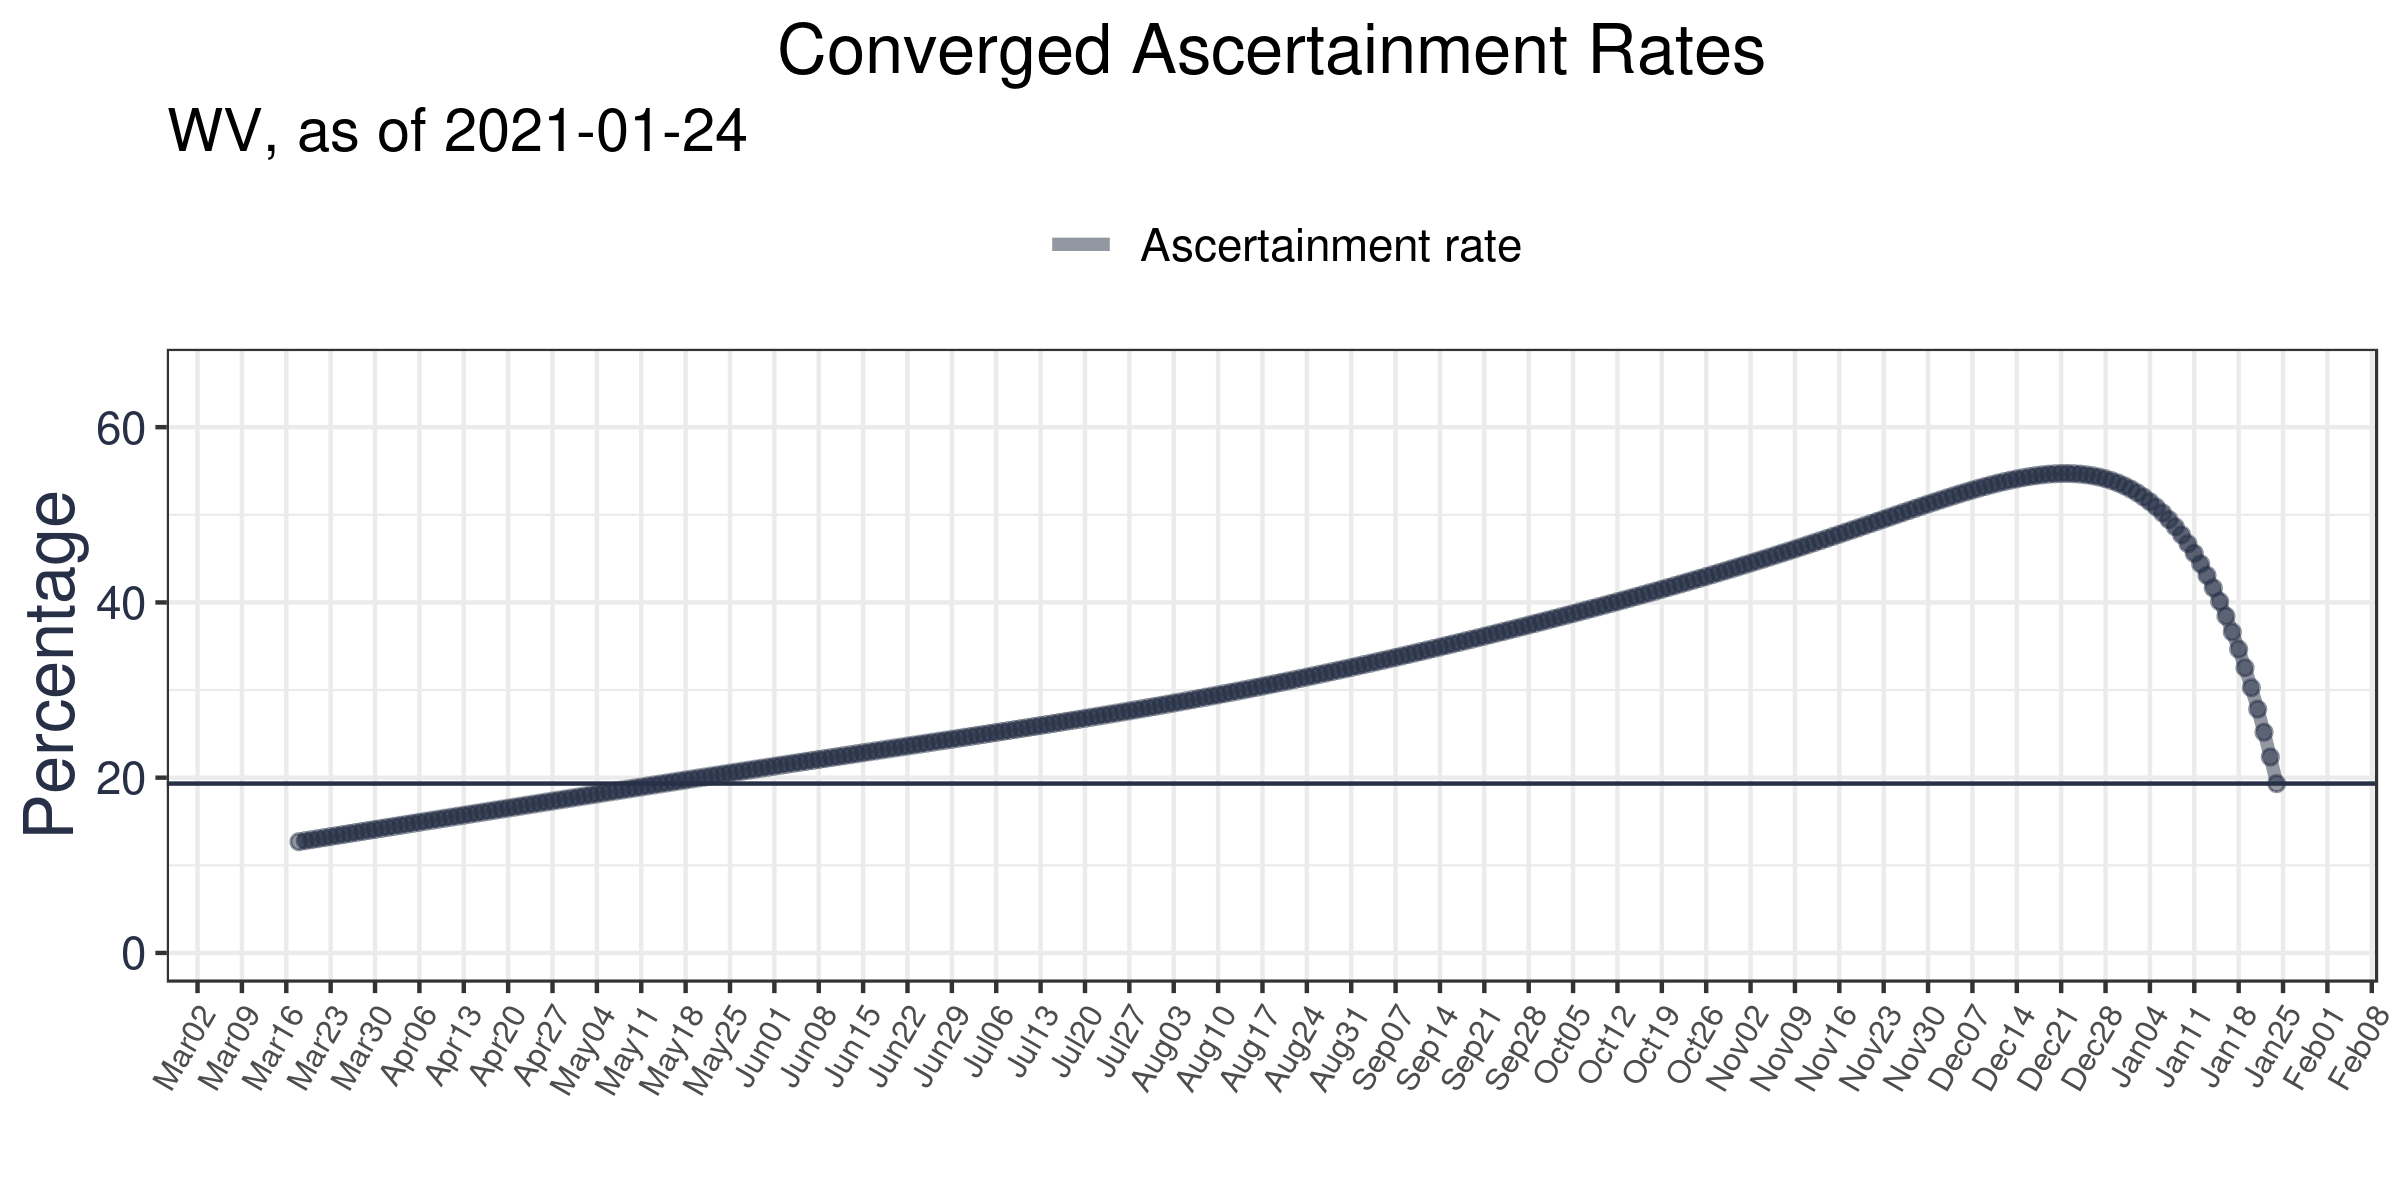 Converged Ascertainment Rates
WV, as of 2021-01-24
Ascertainment rate
Percentage
60
40
20
0
Mar02 Mar09 Mar16 Mar23 Mar30 Apr06 Apr13 Apr20 Apr27 May04 May11 May18 May25 Jun01 Jun08 Jun15 Jun22 Jun29 Jul06 Jul13 Jul20 Jul27 Aug03 Aug10 Aug17 Aug24 Aug31 Sep07 Sep14 Sep21 Sep28 Oct05 Oct12 Oct19 Oct26 Nov02 Nov09 Nov16 Nov23 Nov30 Dec07 Dec14 Dec21 Dec28 Jan04 Jan11 Jan18 Jan25 Feb01 Feb08